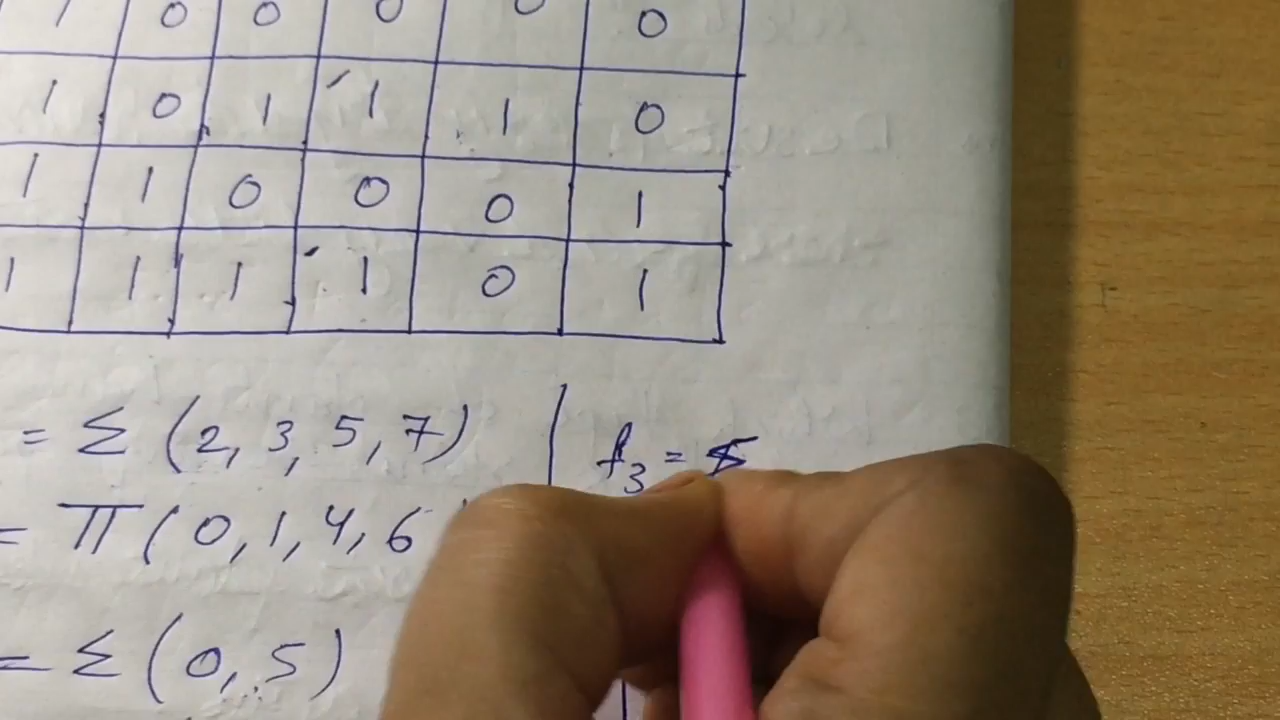 1 0 0 0 0 0
1 0 1 1 1 0
1 1 0 0 0 1
1 1 1 1 0 1
= Σ (2, 3, 5, 7)
= π (0, 1, 4, 6
= Σ (0, 5)
f3 =